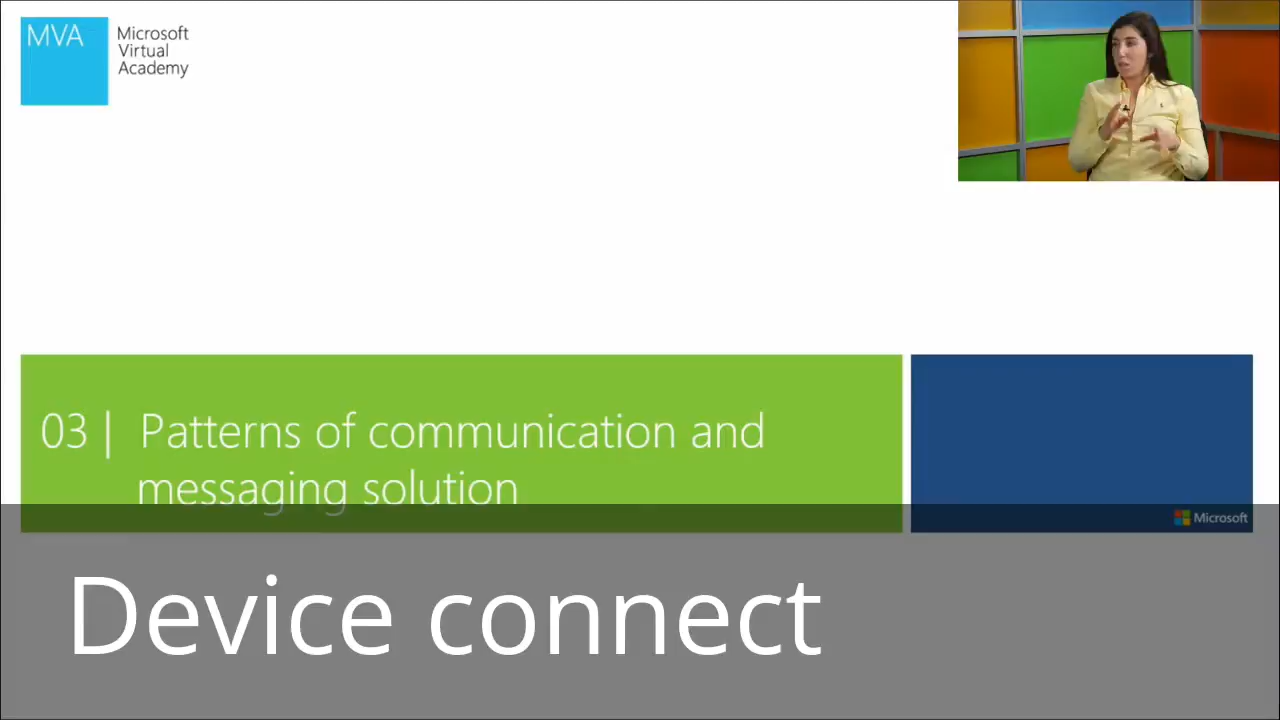 MVA
Microsoft
Virtual
Academy
03 | Patterns of communication and
messaging solution
Microsoft
Device connect